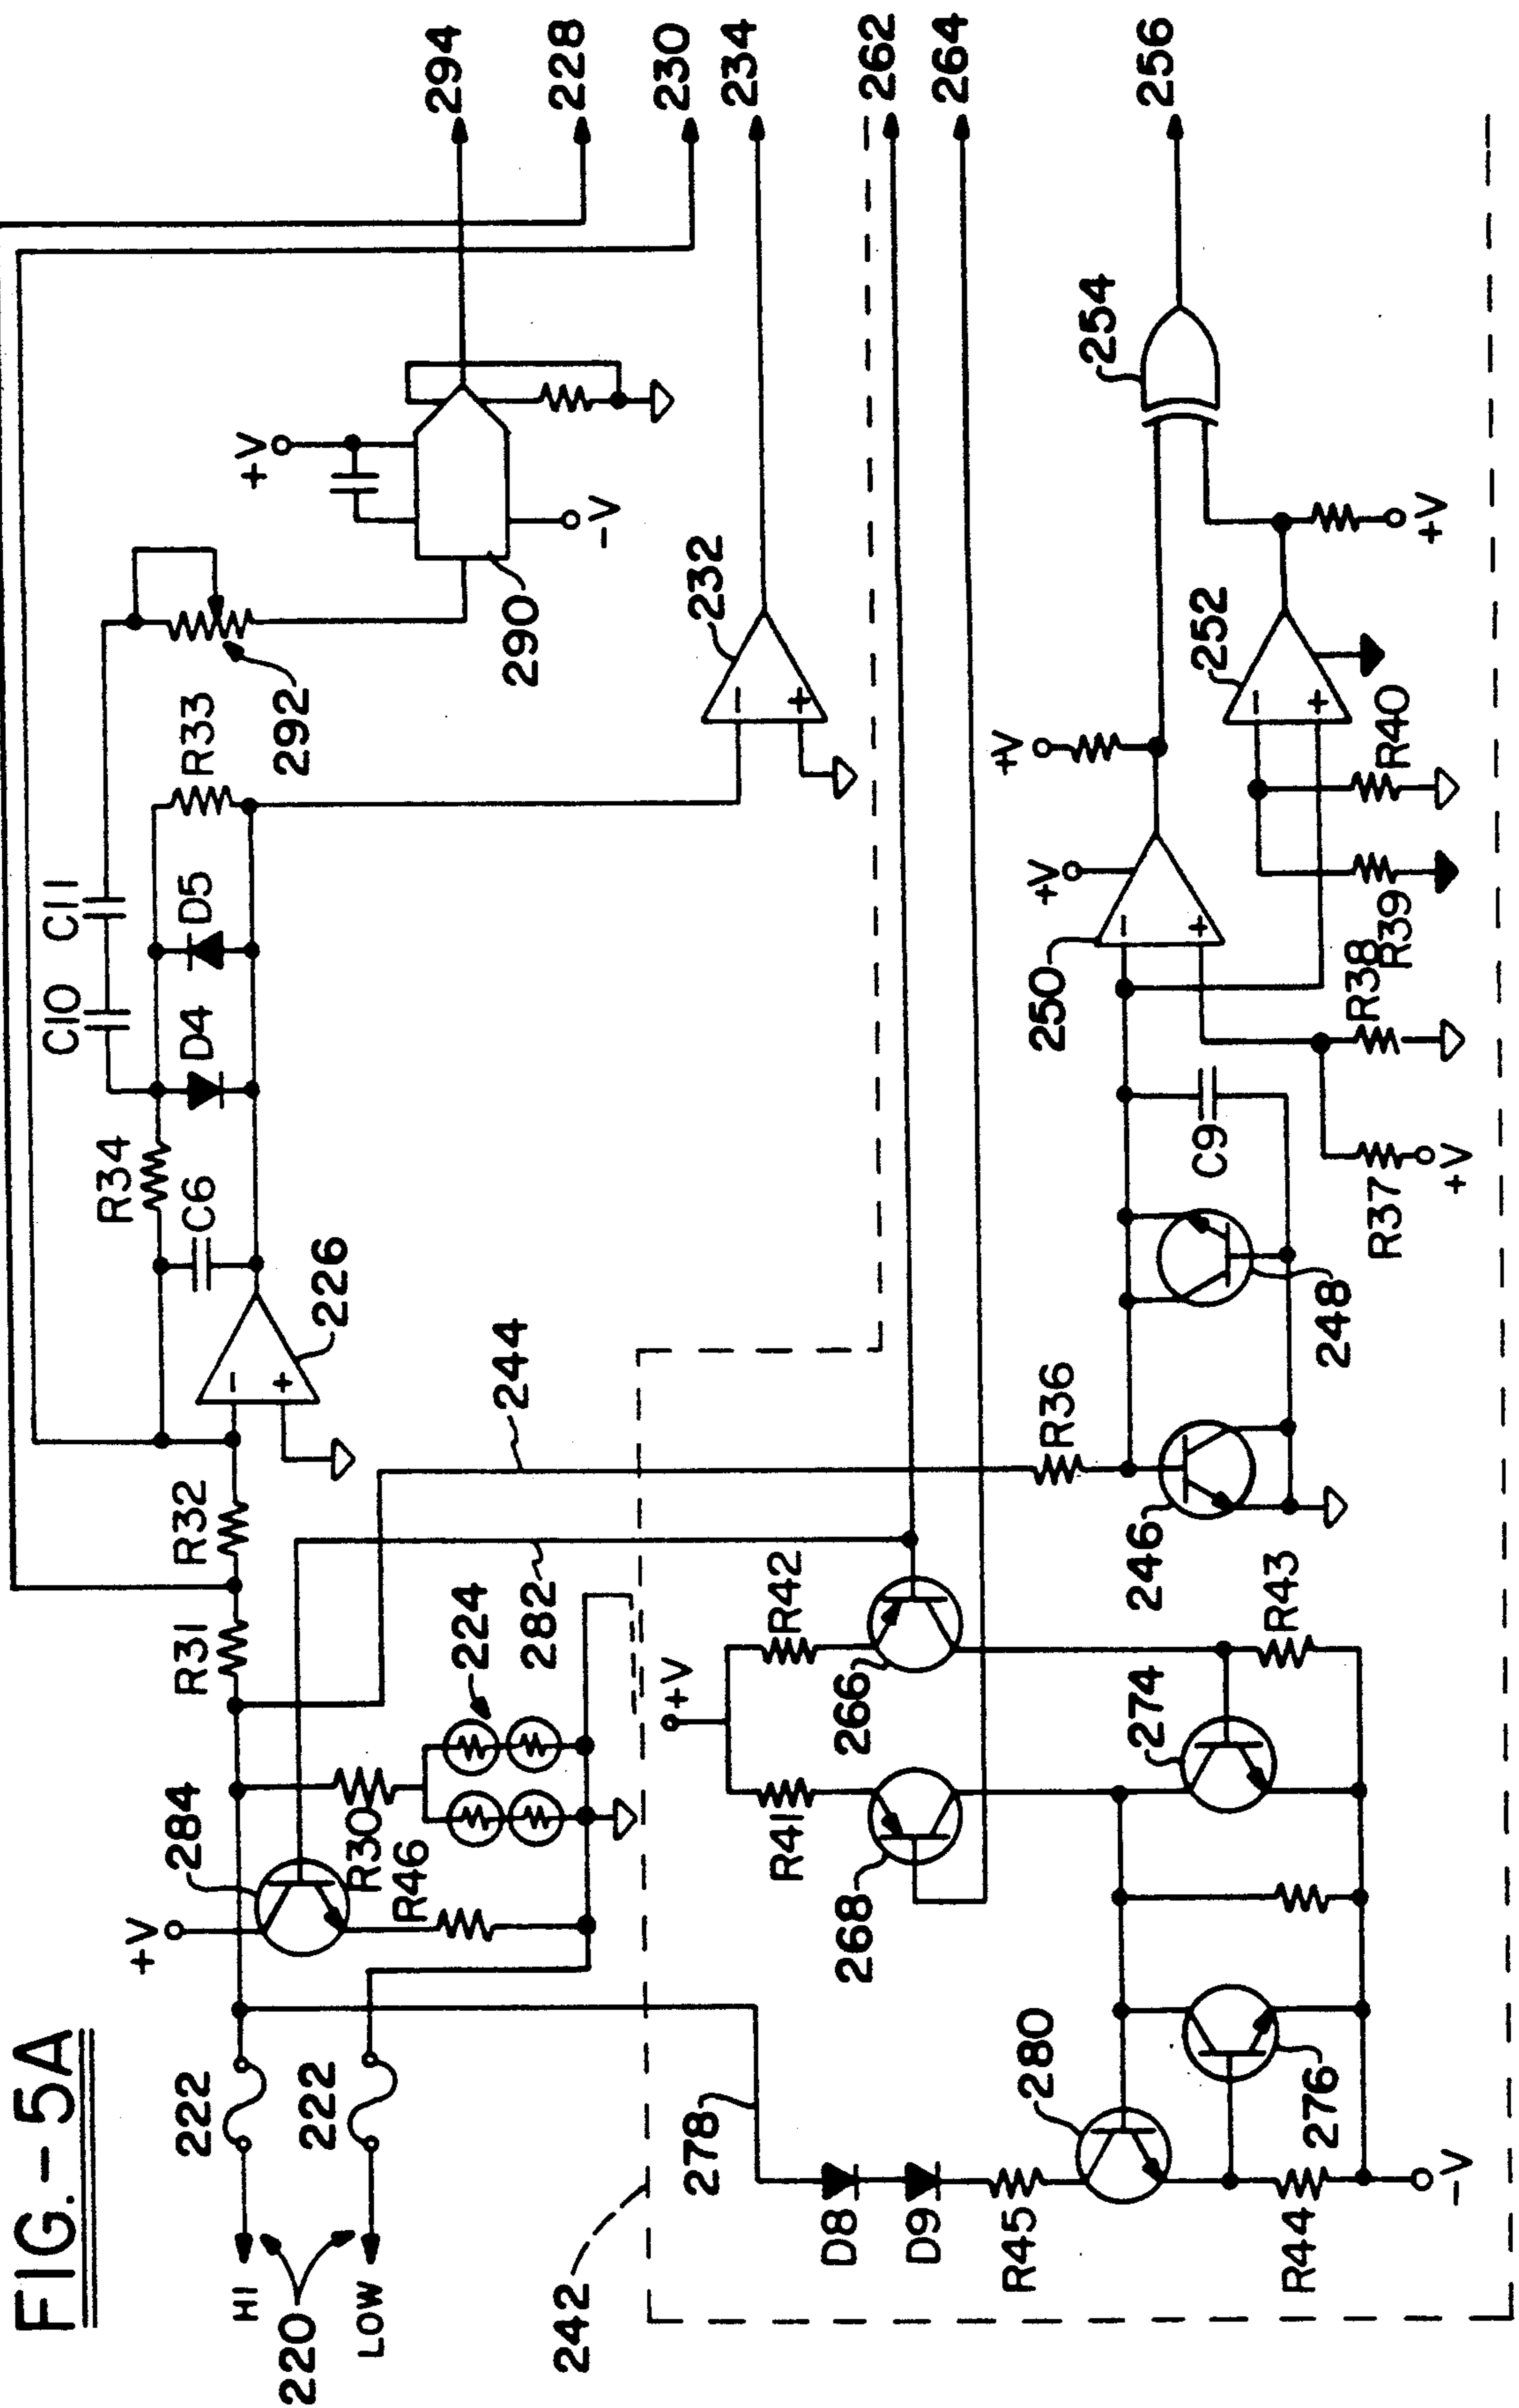 FIG.-5A
294
228
230
234
262
264
256
+V
-V
290
292
R33
C11
C10
D5
D4
R34
C6
226
232
254
252
250
+V
+V
+V
R40
R39
R38
R37
+V
C9
248
246
R36
244
R32
R31
224
282
284
+V
R30
R46
222
222
HI
LOW
220
242
278
D8
D9
R45
280
276
R44
-V
268
R41
+V
R42
266
274
R43
-
+
-
+
-
+
-
+